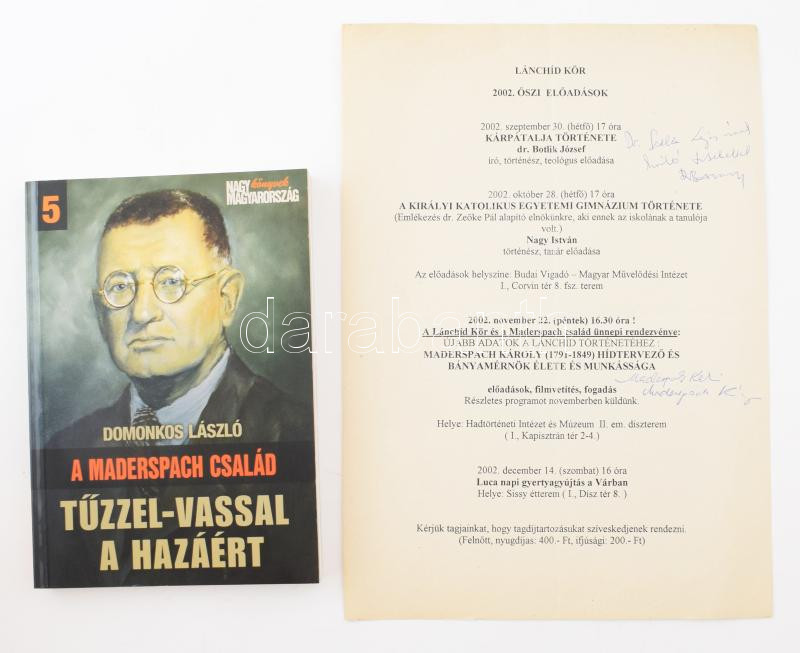 5
NAGY könyvek
MAGYARORSZÁG
DOMONKOS LÁSZLÓ
A MADERSPACH CSALÁD
TŰZZEL-VASSAL
A HAZÁÉRT
LÁNCHÍD KÖR
2002. ŐSZI ELŐADÁSOK
2002. szeptember 30. (hétfő) 17 óra
KÁRPÁTALJA TÖRTÉNETE
dr. Botlik József
író, történész, teológus előadása
Dr.
2002. október 28. (hétfő) 17 óra
A KIRÁLYI KATOLIKUS EGYETEMI GIMNÁZIUM TÖRTÉNETE
(Emlékezés dr. Zeőke Pál alapító elnökünkre, aki ennek az iskolának a tanulója
volt.)
Nagy István
történész, tanár előadása
Az előadások helyszíne: Budai Vigadó – Magyar Művelődési Intézet
I., Corvin tér 8. fsz. terem
2002. november 22. (péntek) 16.30 óra !
A Lánchíd Kör és a Maderspach család ünnepi rendezvénye:
ÚJABB ADATOK A LÁNCHÍD TÖRTÉNETÉHEZ :
MADERSPACH KÁROLY (1791-1849) HÍDTERVEZŐ ÉS
BÁNYAMÉRNÖK ÉLETE ÉS MUNKÁSSÁGA
előadások, filmvetítés, fogadás
Részletes programot novemberben küldünk.
Maderspach
Helye: Hadtörténeti Intézet és Múzeum II. em. díszterem
( I., Kapisztrán tér 2-4.)
2002. december 14. (szombat) 16 óra
Luca napi gyertyagyújtás a Várban
Helye: Sissy étterem ( I., Dísz tér 8. )
Kérjük tagjainkat, hogy tagdíjtartozásukat szíveskedjenek rendezni.
(Felnőtt, nyugdíjas: 400.- Ft, ifjúsági: 200.- Ft)